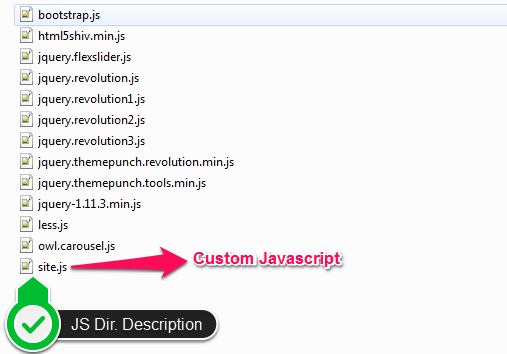 bootstrap.js
html5shiv.min.js
jquery.flexslider.js
jquery.revolution.js
jquery.revolution1.js
jquery.revolution2.js
jquery.revolution3.js
jquery.themepunch.revolution.min.js
jquery.themepunch.tools.min.js
jquery-1.11.3.min.js
less.js
owl.carousel.js
site.js Custom Javascript
JS Dir. Description